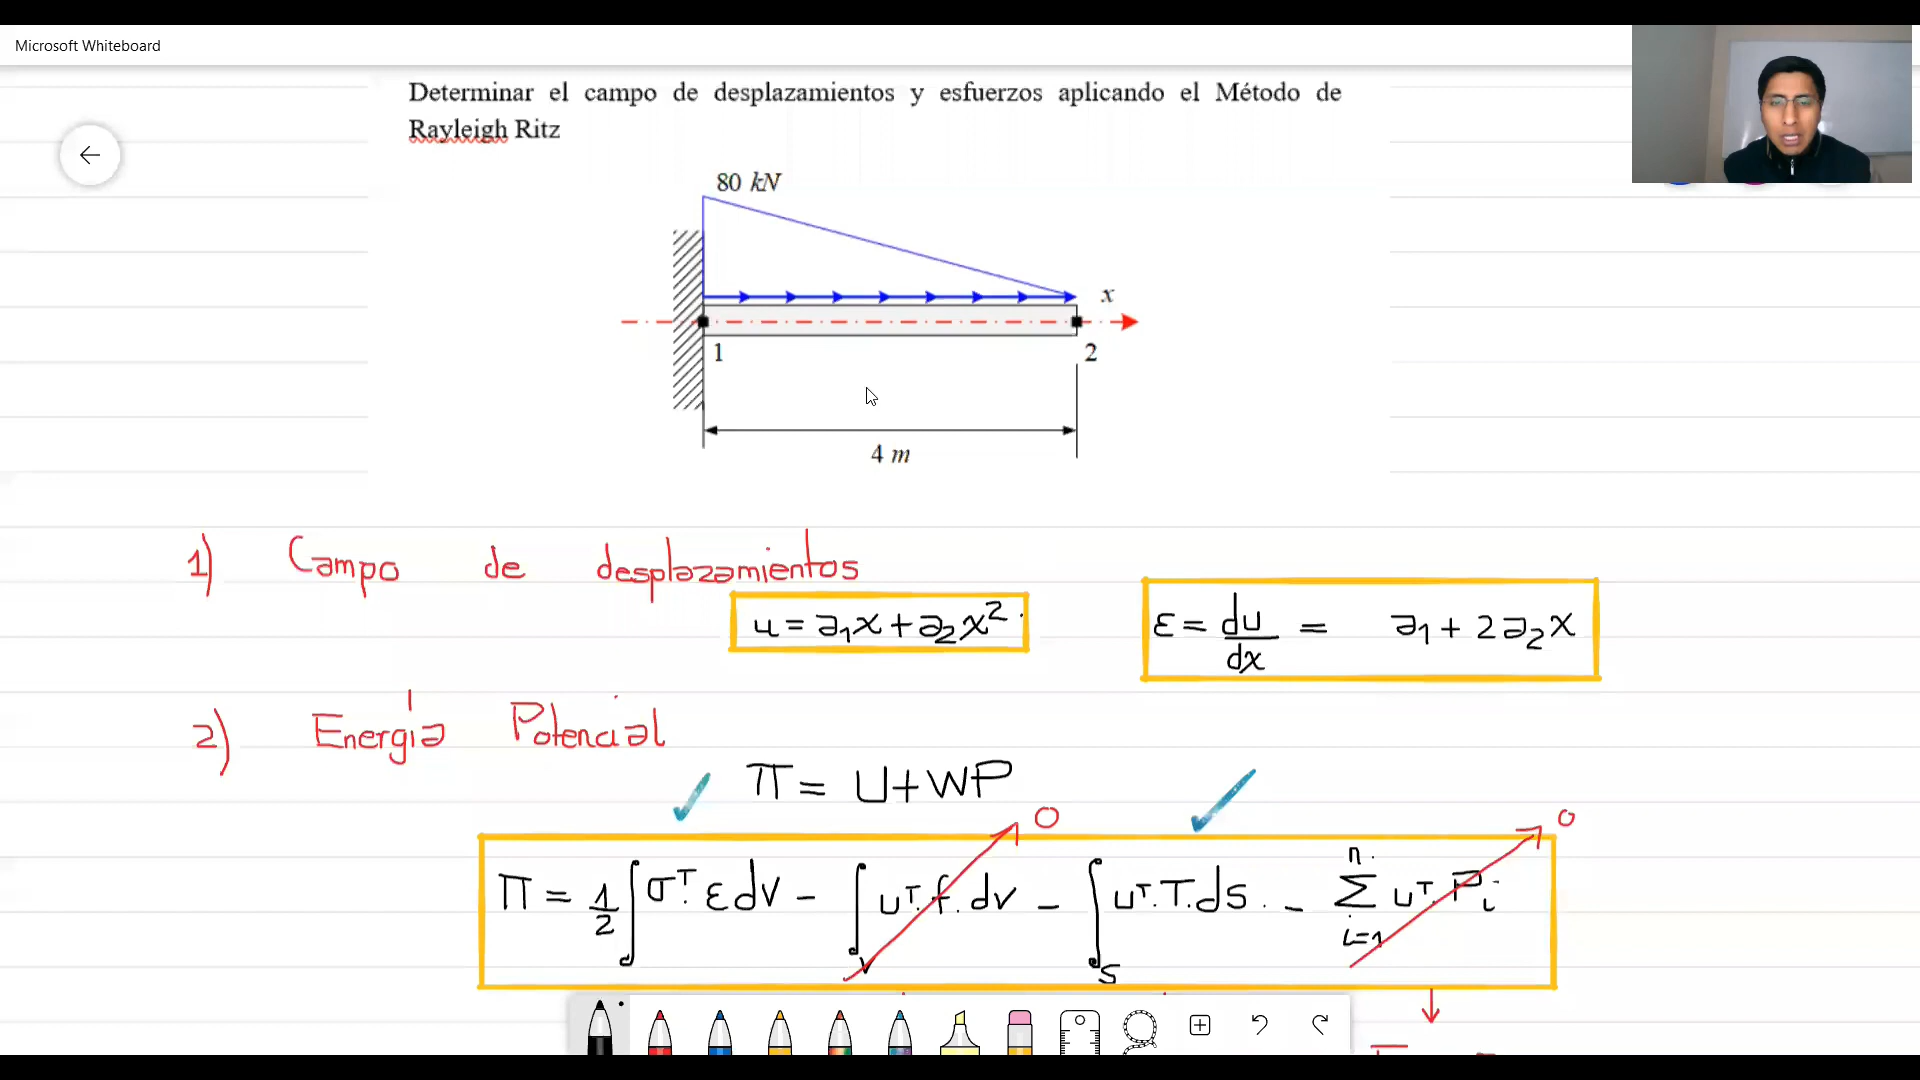 Microsoft Whiteboard
Determinar el campo de desplazamientos y esfuerzos aplicando el Método de
Rayleigh Ritz
80 kN
x
1
2
4 m
1) Campo de desplazamientos
u = a₁x + a₂x²
ε = du/dx = a₁ + 2a₂x
2) Energía Potencial
π = U + WP
0
0
π = 1/2 ∫ σᵀ. ε dv - ∫v uᵀ. f. dv - ∫s uᵀ. T. ds. - Σ n i=1 uᵀ. Pi